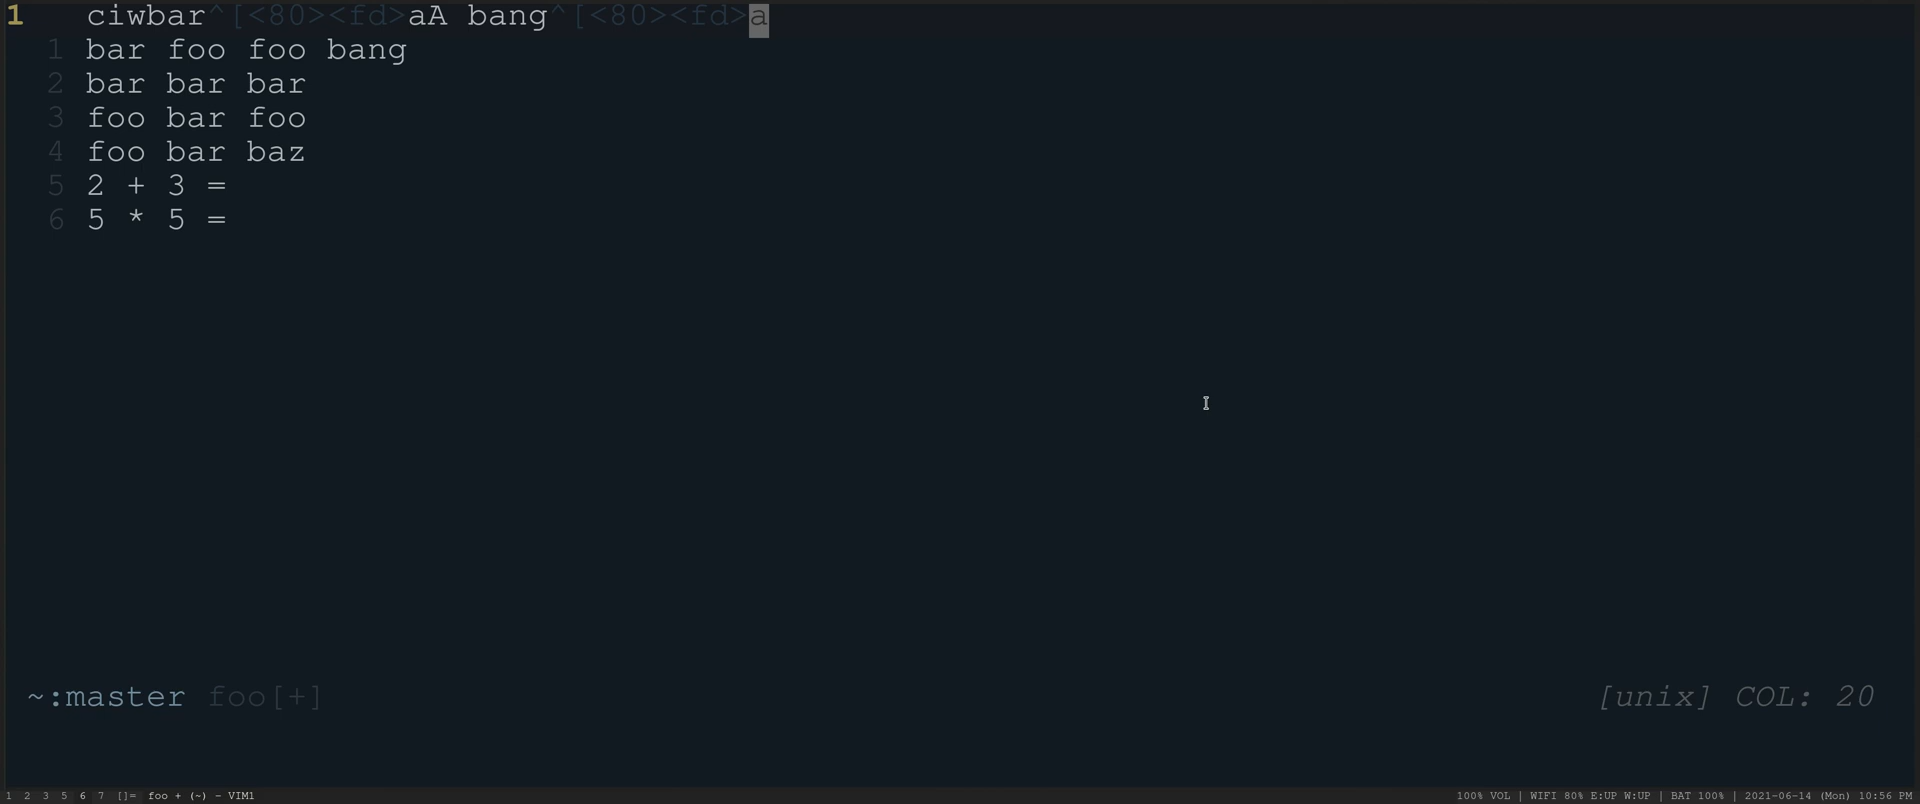 1 ciwbar^[<80><fd>aA bang^[<80><fd>a
1 bar foo foo bang
2 bar bar bar
3 foo bar foo
4 foo bar baz
5 2 + 3 =
6 5 * 5 =
~:master foo[+] [unix] COL: 20
1 2 3 5 6 7 []= foo + (~) - VIM1 100% VOL | WIFI 80% E:UP W:UP | BAT 100% | 2021-06-14 (Mon) 10:56 PM